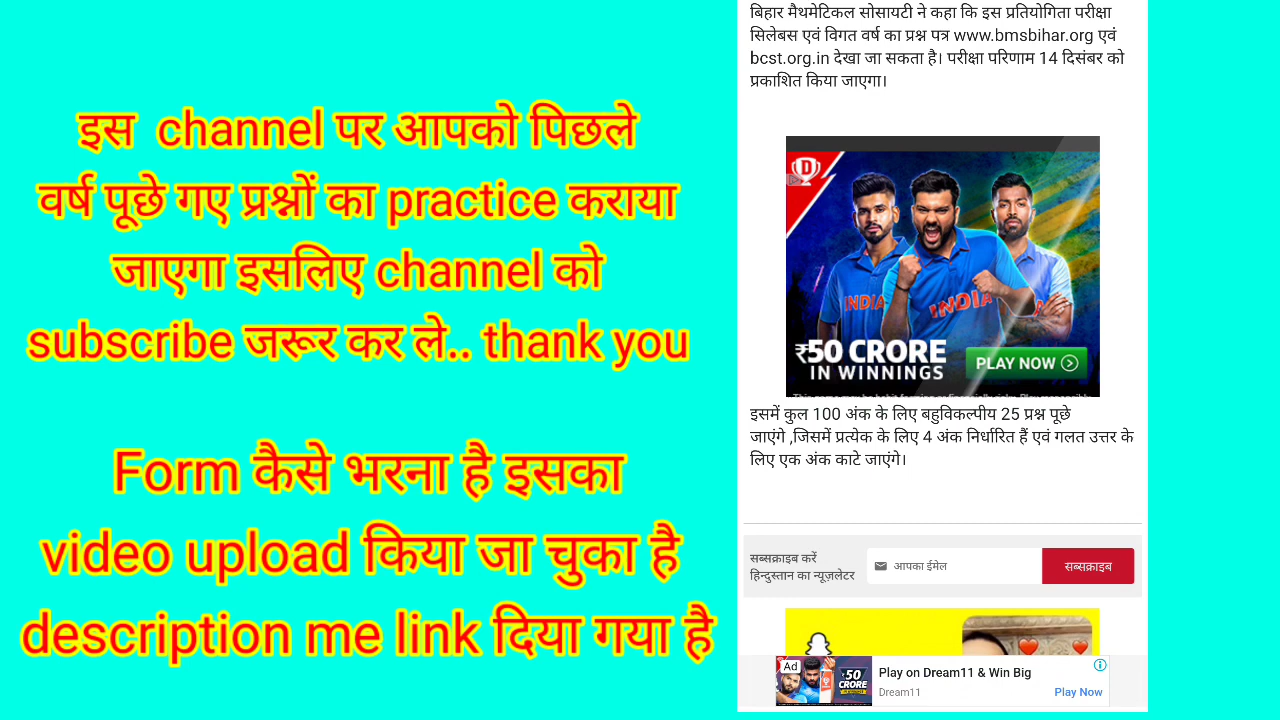 इस channel पर आपको पिछले
वर्ष पूछे गए प्रश्नों का practice कराया
जाएगा इसलिए channel को
subscribe जरूर कर ले.. thank you
Form कैसे भरना है इसका
video upload किया जा चुका है
description me link दिया गया है
बिहार मैथमेटिकल सोसायटी ने कहा कि इस प्रतियोगिता परीक्षा
सिलेबस एवं विगत वर्ष का प्रश्न पत्र www.bmsbihar.org एवं
bcst.org.in देखा जा सकता है। परीक्षा परिणाम 14 दिसंबर को
प्रकाशित किया जाएगा।
D
INDIA INDIA
₹50 CRORE
IN WINNINGS
PLAY NOW
इसमें कुल 100 अंक के लिए बहुविकल्पीय 25 प्रश्न पूछे
जाएंगे ,जिसमें प्रत्येक के लिए 4 अंक निर्धारित हैं एवं गलत उत्तर के
लिए एक अंक काटे जाएंगे।
सब्सक्राइब करें
हिन्दुस्तान का न्यूज़लेटर
आपका ईमेल
सब्सक्राइब
Ad
₹50
CRORE
Play on Dream11 & Win Big
Dream11
Play Now